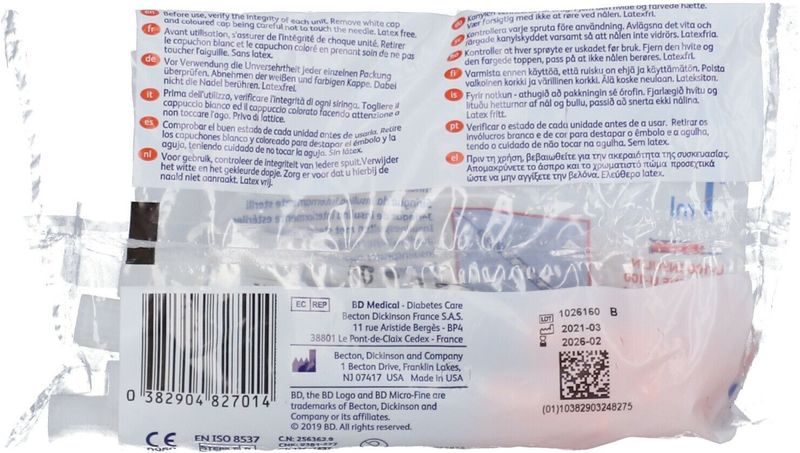 Before use, verify the integrity of each unit. Remove white cap
and coloured cap being careful not to touch the needle. Latex free.
fr
Avant utilisation, s'assurer de l'intégrité de chaque unité. Retirer
le capuchon blanc et le capuchon coloré en prenant soin de ne pas
toucher l'aiguille. Sans latex.
de
Vor Verwendung die Unversehrtheit jeder einzelnen Packung
überprüfen. Abnehmen der weißen und farbigen Kappe. Dabei
nicht die Nadel berühren. Latexfrei.
it
Prima dell'utilizzo, verificare l'integrità di ogni siringa. Togliere il
cappuccio bianco ed il cappuccio colorato facendo attenzione a
non toccare l'ago. Privo di lattice.
es
Comprobar el buen estado de cada unidad antes de usarla. Retire
los capuchones blanco y coloreado para destapar el émbolo y la
aguja, teniendo cuidado de no tocar la aguja. Sin látex.
nl
Voor gebruik, controleer de integriteit van iedere spuit. Verwijder
het witte en het gekleurde dopje. Zorg er voor dat u hierbij de
naald niet aanraakt. Latex vrij.
Vær forsigtig med ikke at røre ved nålen. Latexfri.
Kontrollera varje spruta före användning. Avlägsna det vita och
färgade kanylskyddet varsamt så att nålen inte vidrörs. Latexfri.
no
Kontroller at hver sprøyte er uskadet før bruk. Fjern den hvite og
den fargede toppen, pass på at ikke nålen berøres. Latexfri.
fi
Varmista ennen käyttöä, että ruisku on ehjä ja käyttämätön. Poista
valkoinen korkki ja värillinen korkki. Älä koske neulaan. Lateksiton.
is
Fyrir notkun - athugið að pakkningin sé órofin. Fjarlægið hvítu og
lituðu hetturnar af nál og bullu, passið að snerta ekki nálina.
Latex frítt.
pt
Verificar o estado de cada unidade antes de a usar. Retirar os
invólucros branco e de cor para destapar o êmbolo e a agulha,
tendo o cuidado de não tocar na agulha. Sem latex.
el
Πριν τη χρήση, βεβαιωθείτε για την ακεραιότητα της συσκευασίας.
Απομακρύνετε το άσπρο και το χρωματιστό πώμα προσεχτικά
ώστε να μην αγγίξετε την βελόνα. Ελεύθερο latex.
ml
EC REP
BD Medical - Diabetes Care
Becton Dickinson France S.A.S.
11 rue Aristide Bergès - BP4
38801 Le Pont-de-Claix Cedex - France
Becton, Dickinson and Company
1 Becton Drive, Franklin Lakes,
NJ 07417 USA Made in USA
BD, the BD Logo and BD Micro-Fine are
trademarks of Becton, Dickinson and
Company or its affiliates.
© 2019 BD. All rights reserved.
0 382904 827014
CE
EN ISO 8537
C.N: 256363.9
LOT 1026160 B
2021-03
2026-02
(01)10382903248275